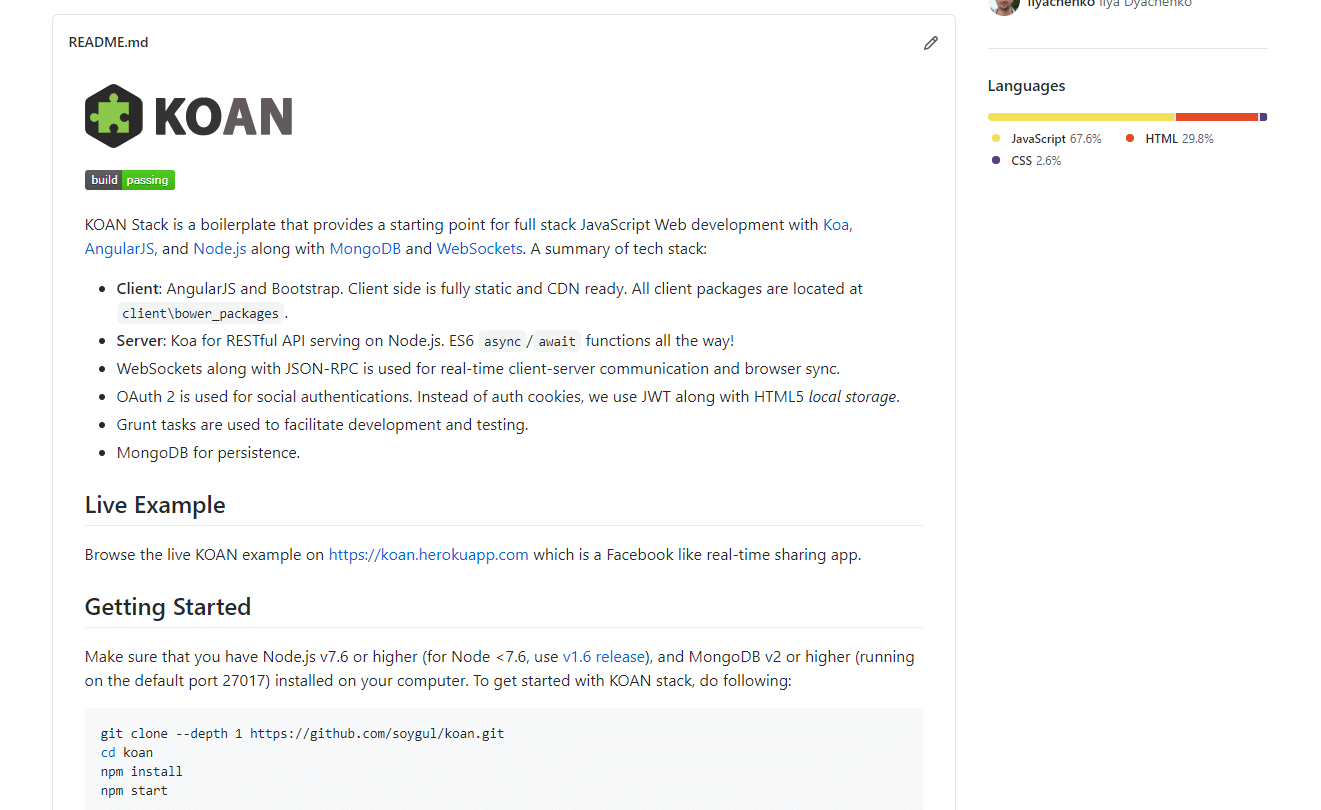 Ilyachenko Ilya Dyachenko
README.md
KOAN
build passing
KOAN Stack is a boilerplate that provides a starting point for full stack JavaScript Web development with Koa,
AngularJS, and Node.js along with MongoDB and WebSockets. A summary of tech stack:
• Client: AngularJS and Bootstrap. Client side is fully static and CDN ready. All client packages are located at
client\bower_packages .
• Server: Koa for RESTful API serving on Node.js. ES6 async / await functions all the way!
• WebSockets along with JSON-RPC is used for real-time client-server communication and browser sync.
• OAuth 2 is used for social authentications. Instead of auth cookies, we use JWT along with HTML5 local storage.
• Grunt tasks are used to facilitate development and testing.
• MongoDB for persistence.
Live Example
Browse the live KOAN example on https://koan.herokuapp.com which is a Facebook like real-time sharing app.
Getting Started
Make sure that you have Node.js v7.6 or higher (for Node <7.6, use v1.6 release), and MongoDB v2 or higher (running
on the default port 27017) installed on your computer. To get started with KOAN stack, do following:
git clone --depth 1 https://github.com/soygul/koan.git
cd koan
npm install
npm start
Languages
JavaScript 67.6% HTML 29.8%
CSS 2.6%